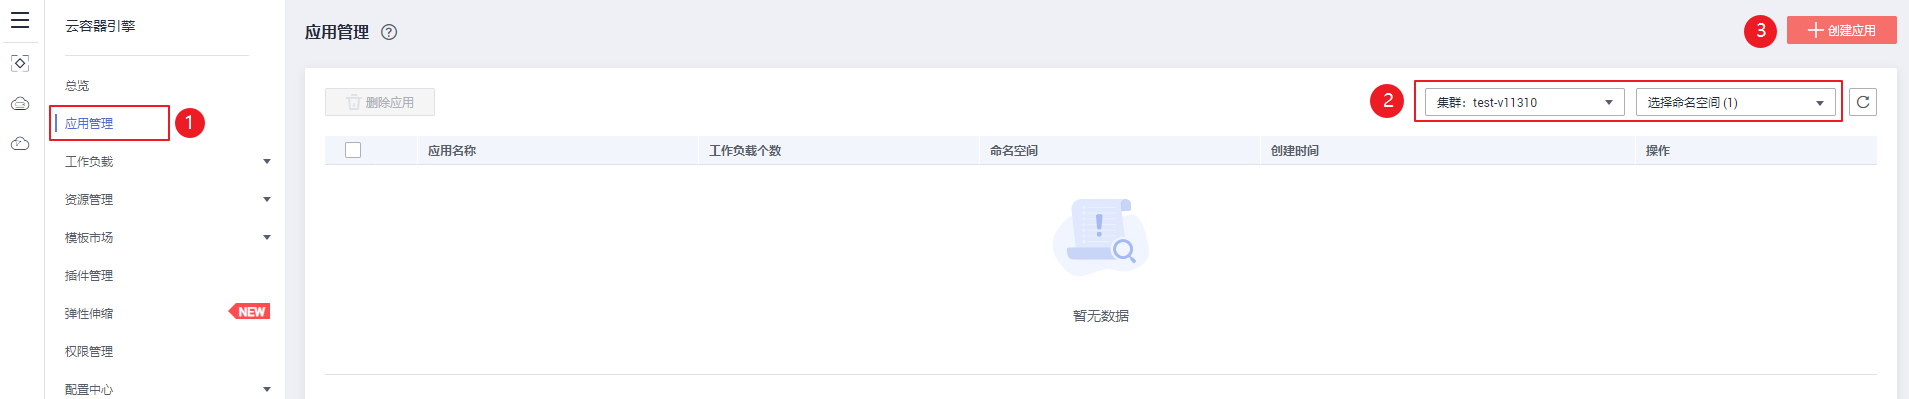 云容器引擎
总览
应用管理
1
工作负载
资源管理
模板市场
插件管理
弹性伸缩
NEW
权限管理
配置中心
应用管理 ?
3
创建应用
删除应用
2
集群：test-v11310
选择命名空间 (1)
应用名称 工作负载个数 命名空间 创建时间 操作
暂无数据